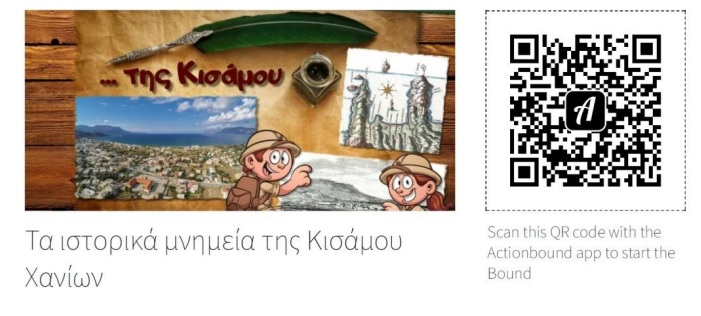 ... της Κισάμου
Τα ιστορικά μνημεία της Κισάμου
Χανίων
A
Scan this QR code with the
Actionbound app to start the
Bound